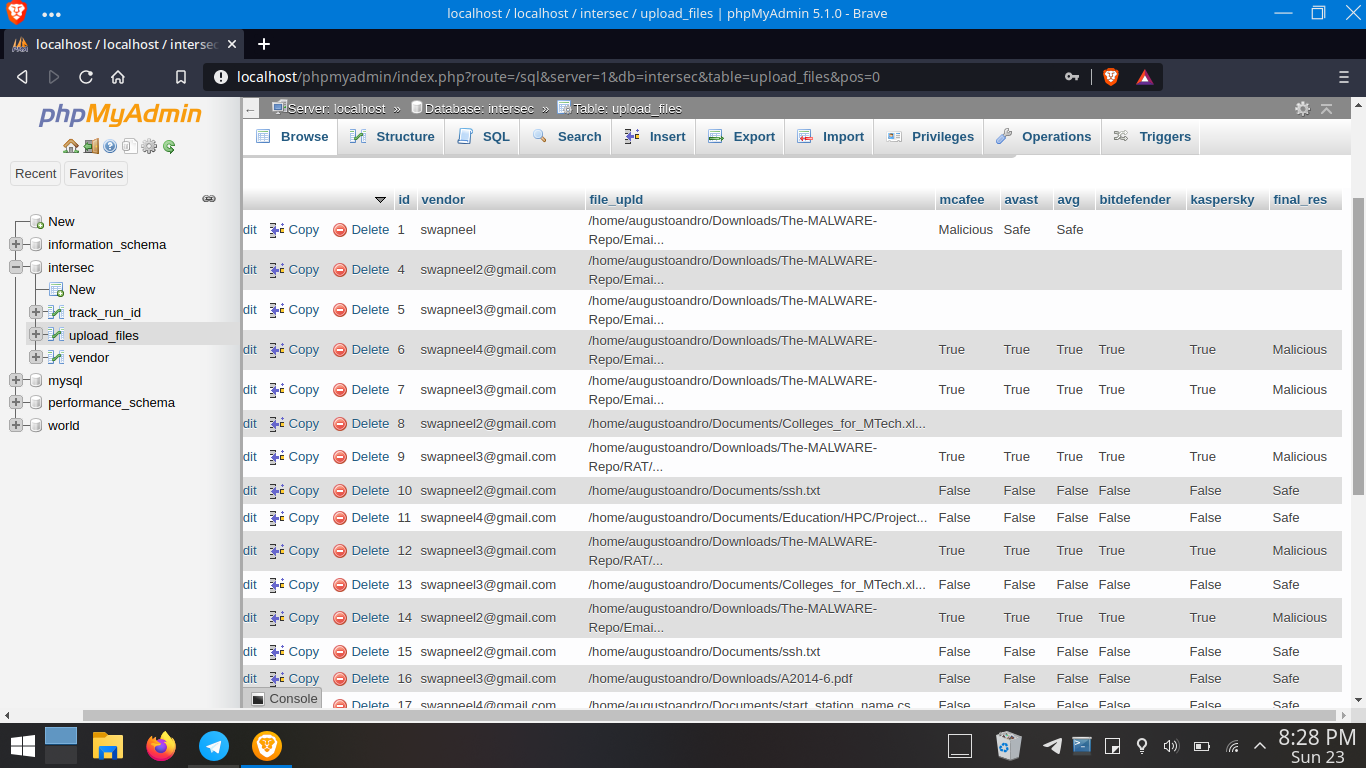 localhost / localhost / intersec / upload_files | phpMyAdmin 5.1.0 - Brave
localhost / localhost / intersec
localhost/phpmyadmin/index.php?route=/sql&server=1&db=intersec&table=upload_files&pos=0
phpMyAdmin
Recent Favorites
New
information_schema
intersec
New
track_run_id
upload_files
vendor
mysql
performance_schema
world
Server: localhost » Database: intersec » Table: upload_files
Browse Structure SQL Search Insert Export Import Privileges Operations Triggers
id vendor file_upld mcafee avast avg bitdefender kaspersky final_res
dit Copy Delete 1 swapneel /home/augustoandro/Downloads/The-MALWARE-
Repo/Emai... Malicious Safe Safe
dit Copy Delete 4 swapneel2@gmail.com /home/augustoandro/Downloads/The-MALWARE-
Repo/Emai...
dit Copy Delete 5 swapneel3@gmail.com /home/augustoandro/Downloads/The-MALWARE-
Repo/Emai...
dit Copy Delete 6 swapneel4@gmail.com /home/augustoandro/Downloads/The-MALWARE-
Repo/Emai... True True True True True Malicious
dit Copy Delete 7 swapneel3@gmail.com /home/augustoandro/Downloads/The-MALWARE-
Repo/Emai... True True True True True Malicious
dit Copy Delete 8 swapneel2@gmail.com /home/augustoandro/Documents/Colleges_for_MTech.xl...
dit Copy Delete 9 swapneel3@gmail.com /home/augustoandro/Downloads/The-MALWARE-
Repo/RAT/... True True True True True Malicious
dit Copy Delete 10 swapneel2@gmail.com /home/augustoandro/Documents/ssh.txt False False False False False Safe
dit Copy Delete 11 swapneel4@gmail.com /home/augustoandro/Documents/Education/HPC/Project... False False False False False Safe
dit Copy Delete 12 swapneel3@gmail.com /home/augustoandro/Downloads/The-MALWARE-
Repo/RAT/... True True True True True Malicious
dit Copy Delete 13 swapneel3@gmail.com /home/augustoandro/Documents/Colleges_for_MTech.xl... False False False False False Safe
dit Copy Delete 14 swapneel2@gmail.com /home/augustoandro/Downloads/The-MALWARE-
Repo/Emai... True True True True True Malicious
dit Copy Delete 15 swapneel2@gmail.com /home/augustoandro/Documents/ssh.txt False False False False False Safe
dit Copy Delete 16 swapneel3@gmail.com /home/augustoandro/Downloads/A2014-6.pdf False False False False False Safe
Delete 17 swapneel4@gmail.com /home/augustoandro/Documents/start_station_name.cs... False False False False False Safe
Console
8:28 PM
Sun 23